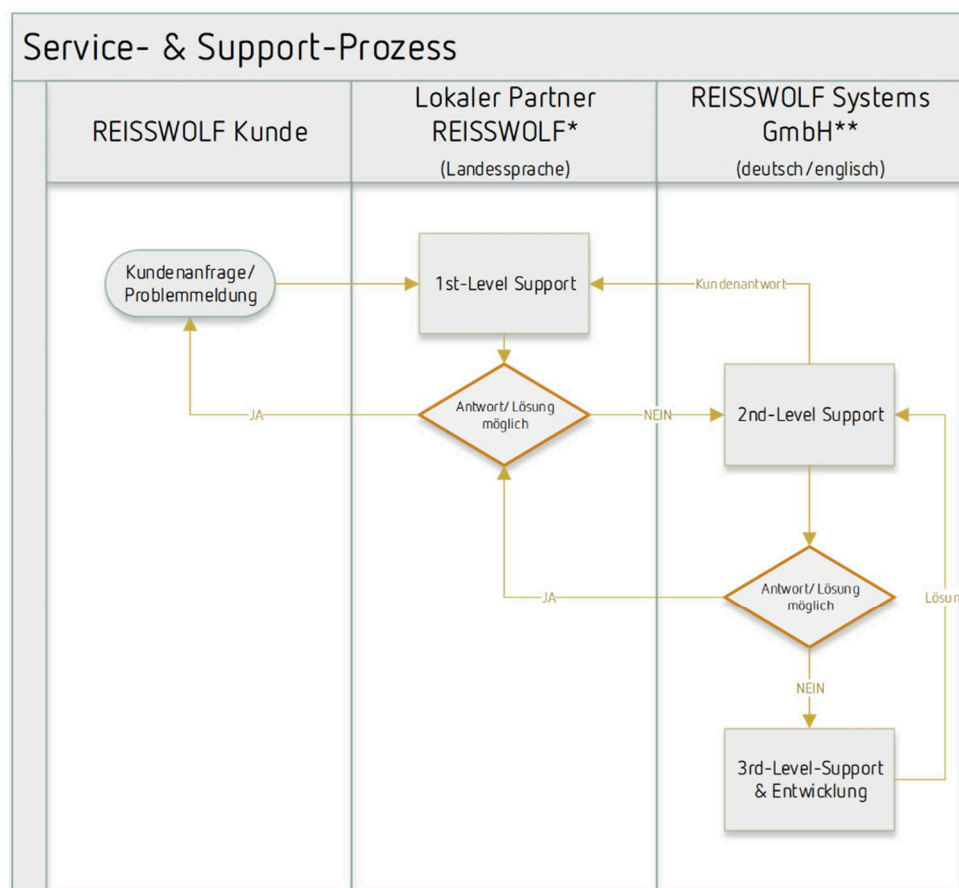 Service- & Support-Prozess
REISSWOLF Kunde
Lokaler Partner
REISSWOLF*
(Landessprache)
REISSWOLF Systems
GmbH**
(deutsch/englisch)
Kundenanfrage/
Problemmeldung
1st-Level Support
Kundenantwort
Antwort/ Lösung
möglich
JA
NEIN
2nd-Level Support
Antwort/ Lösung
möglich
JA
Lösun
NEIN
3rd-Level-Support
& Entwicklung